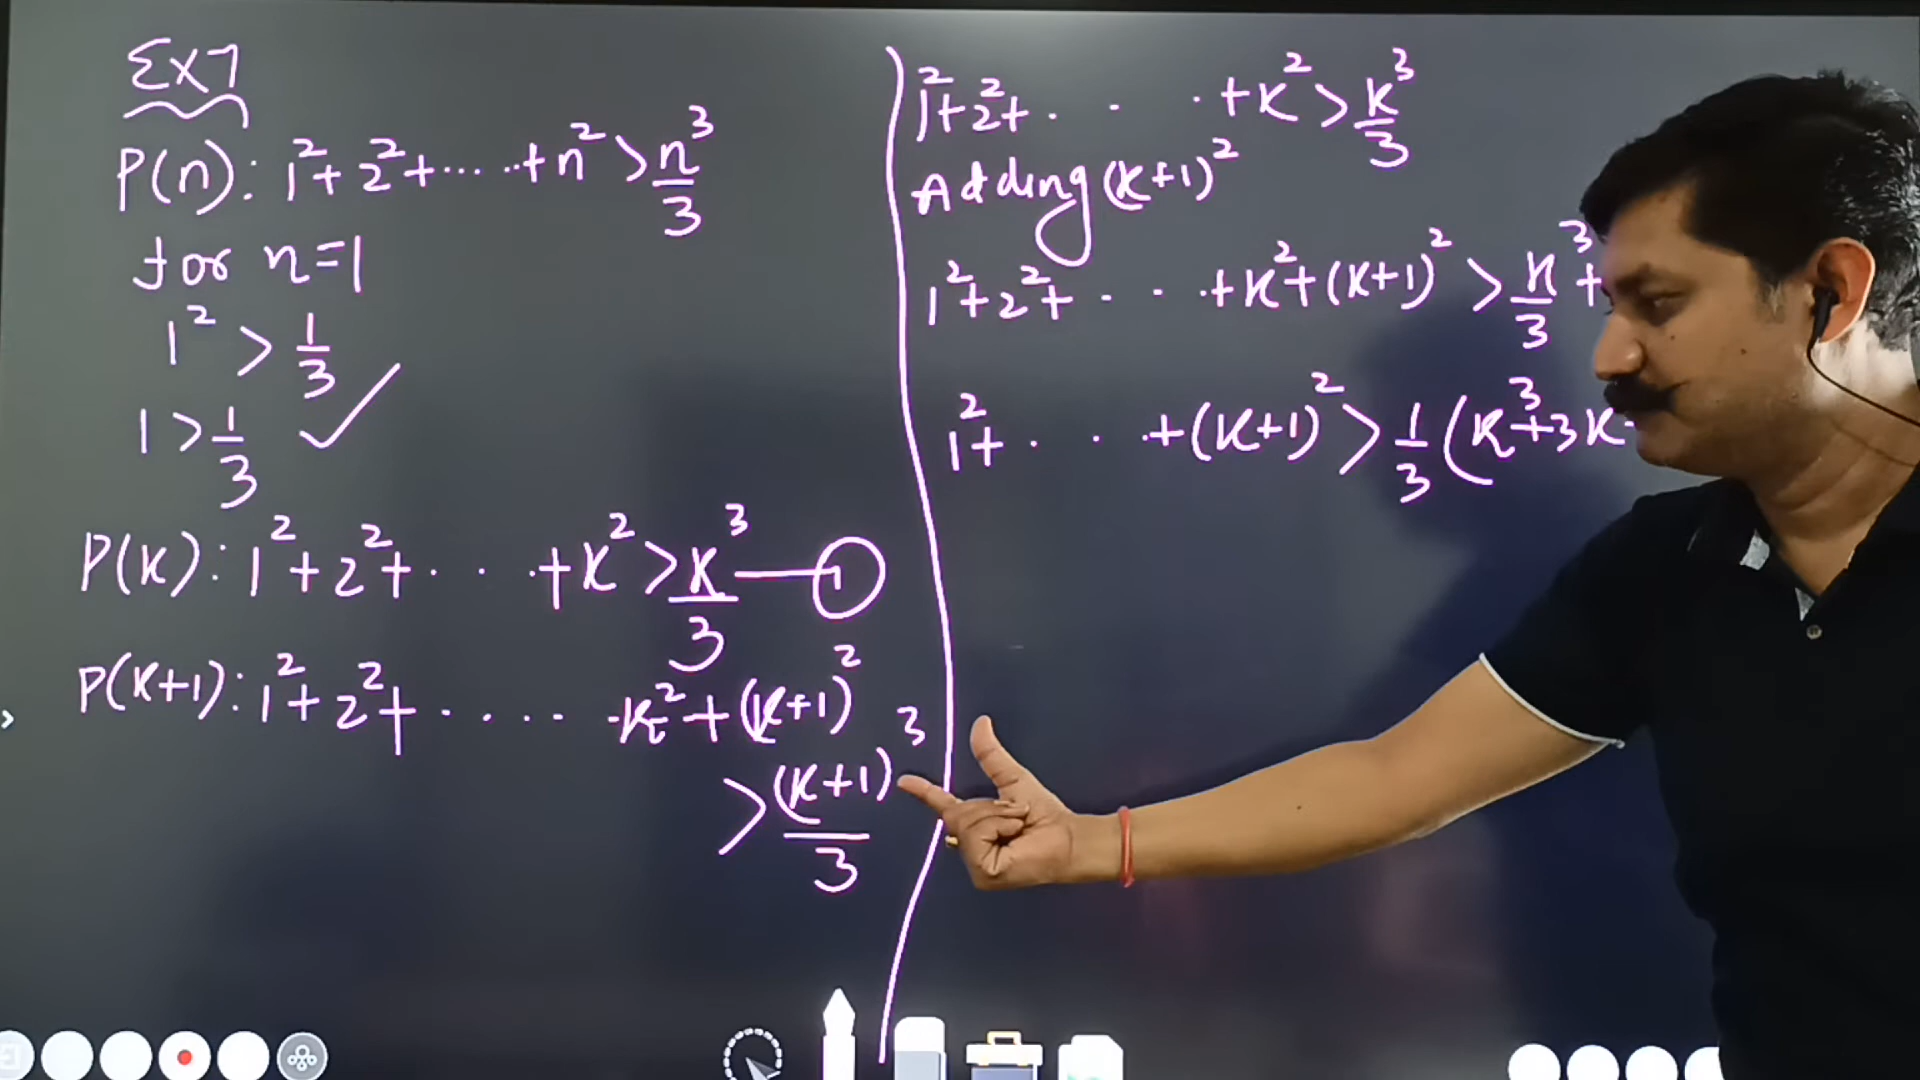 Ex 7
P(n): 1²+2²+.....+n² > n³/3
for n=1
1² > 1/3
1 > 1/3 ✓
P(K): 1²+2²+...+K² > K³/3 — ①
P(K+1): 1²+2²+.....K²+(K+1)²
> (K+1)³/3
1²+2²+...+K² > K³/3
Adding (K+1)²
1²+2²+...+K²+(K+1)² > K³/3+
1²+...+(K+1)² > 1/3(K³+3K